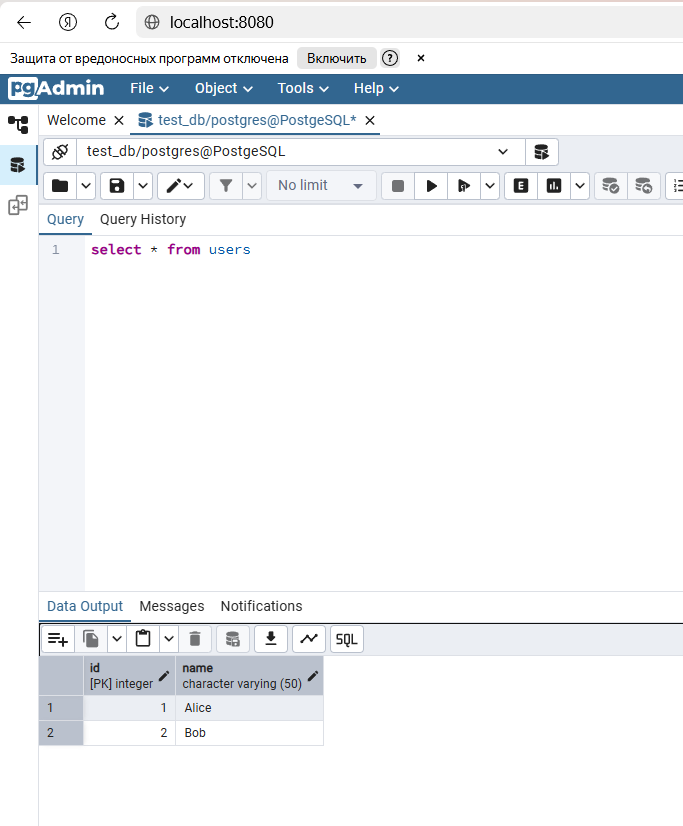 localhost:8080
Защита от вредоносных программ отключена Включить ? ×
pgAdmin File Object Tools Help
Welcome × test_db/postgres@PostgeSQL* ×
test_db/postgres@PostgeSQL
No limit E
Query Query History
1 select * from users
Data Output Messages Notifications
SQL
id name
[PK] integer character varying (50)
1 1 Alice
2 2 Bob